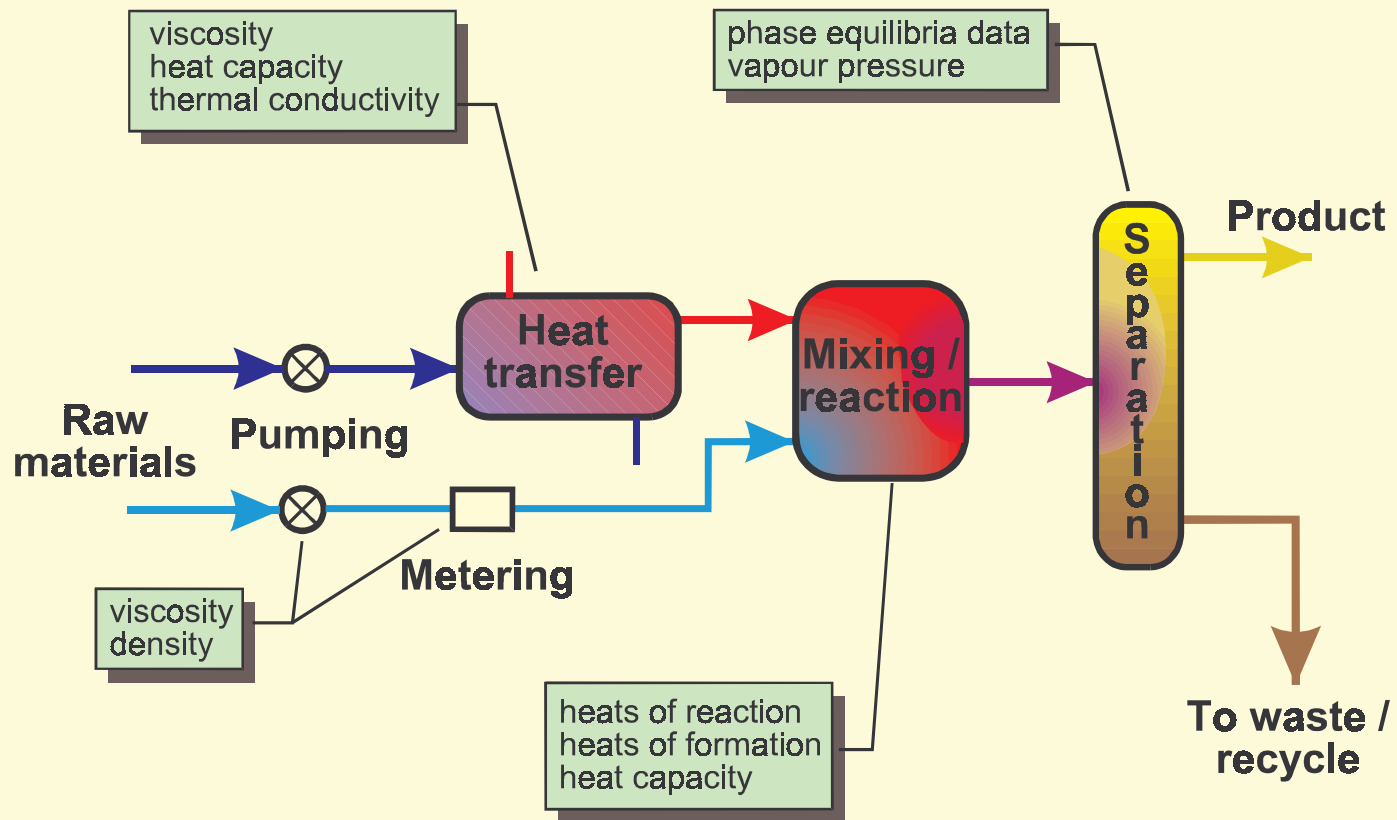 viscosity
heat capacity
thermal conductivity
phase equilibria data
vapour pressure
Product
Separation
Heat
transfer
Mixing /
reaction
Raw
materials
Pumping
Metering
viscosity
density
heats of reaction
heats of formation
heat capacity
To waste /
recycle